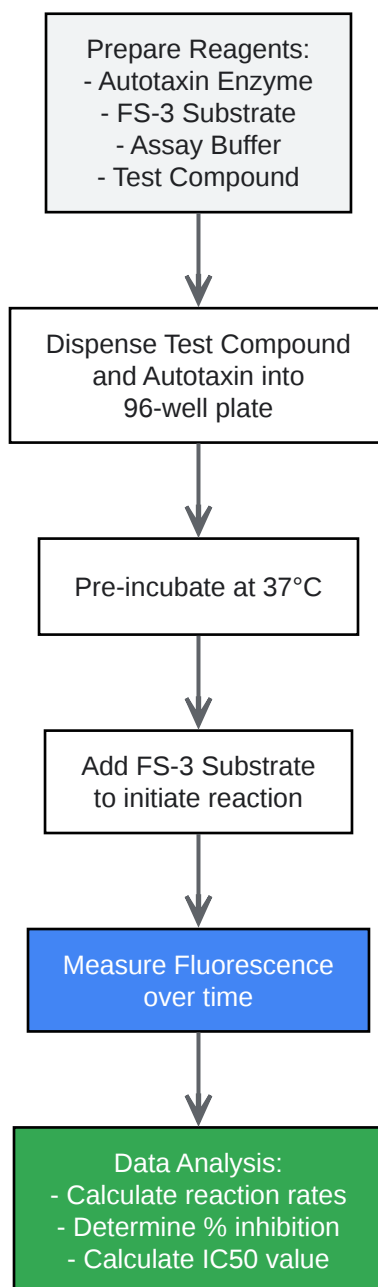 Prepare Reagents:
- Autotaxin Enzyme
- FS-3 Substrate
- Assay Buffer
- Test Compound
Dispense Test Compound
and Autotaxin into
96-well plate
Pre-incubate at 37°C
Add FS-3 Substrate
to initiate reaction
Measure Fluorescence
over time
Data Analysis:
- Calculate reaction rates
- Determine % inhibition
- Calculate IC50 value